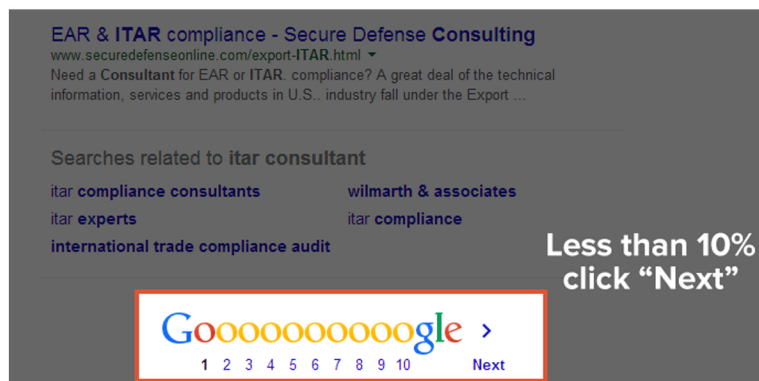 EAR & ITAR compliance - Secure Defense Consulting
www.securedefenseonline.com/export-ITAR.html
Need a Consultant for EAR or ITAR. compliance? A great deal of the technical
information, services and products in U.S.. industry fall under the Export ...
Searches related to itar consultant
itar compliance consultants wilmarth & associates
itar experts itar compliance
international trade compliance audit
Less than 10%
click “Next”
Goooooooooogle >
1 2 3 4 5 6 7 8 9 10 Next